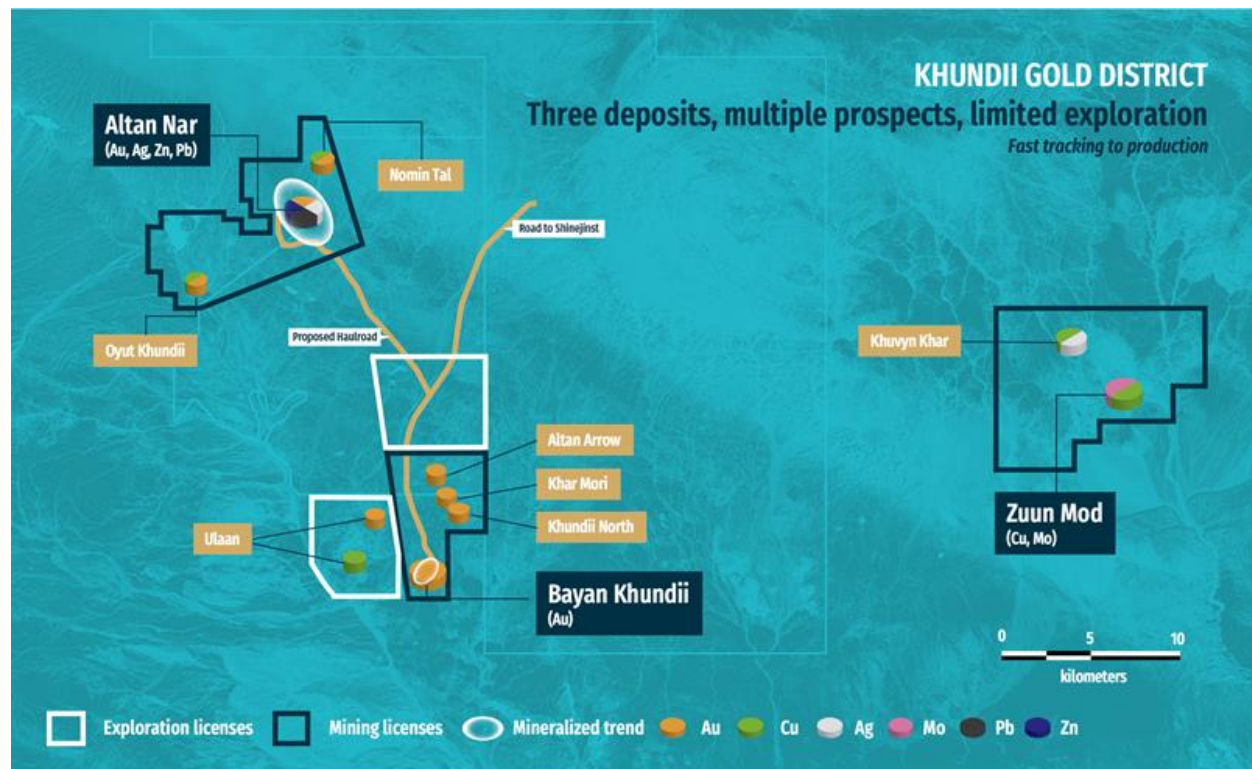 KHUNDII GOLD DISTRICT
Three deposits, multiple prospects, limited exploration
Fast tracking to production
Altan Nar
(Au, Ag, Zn, Pb)
Nomin Tal
Road to Shinejinst
Oyut Khundii
Proposed Haulroad
Khuvyn Khar
Altan Arrow
Khar Mori
Khundii North
Ulaan
Zuun Mod
(Cu, Mo)
Bayan Khundii
(Au)
0 5 10
kilometers
Exploration licenses Mining licenses Mineralized trend Au Cu Ag Mo Pb Zn